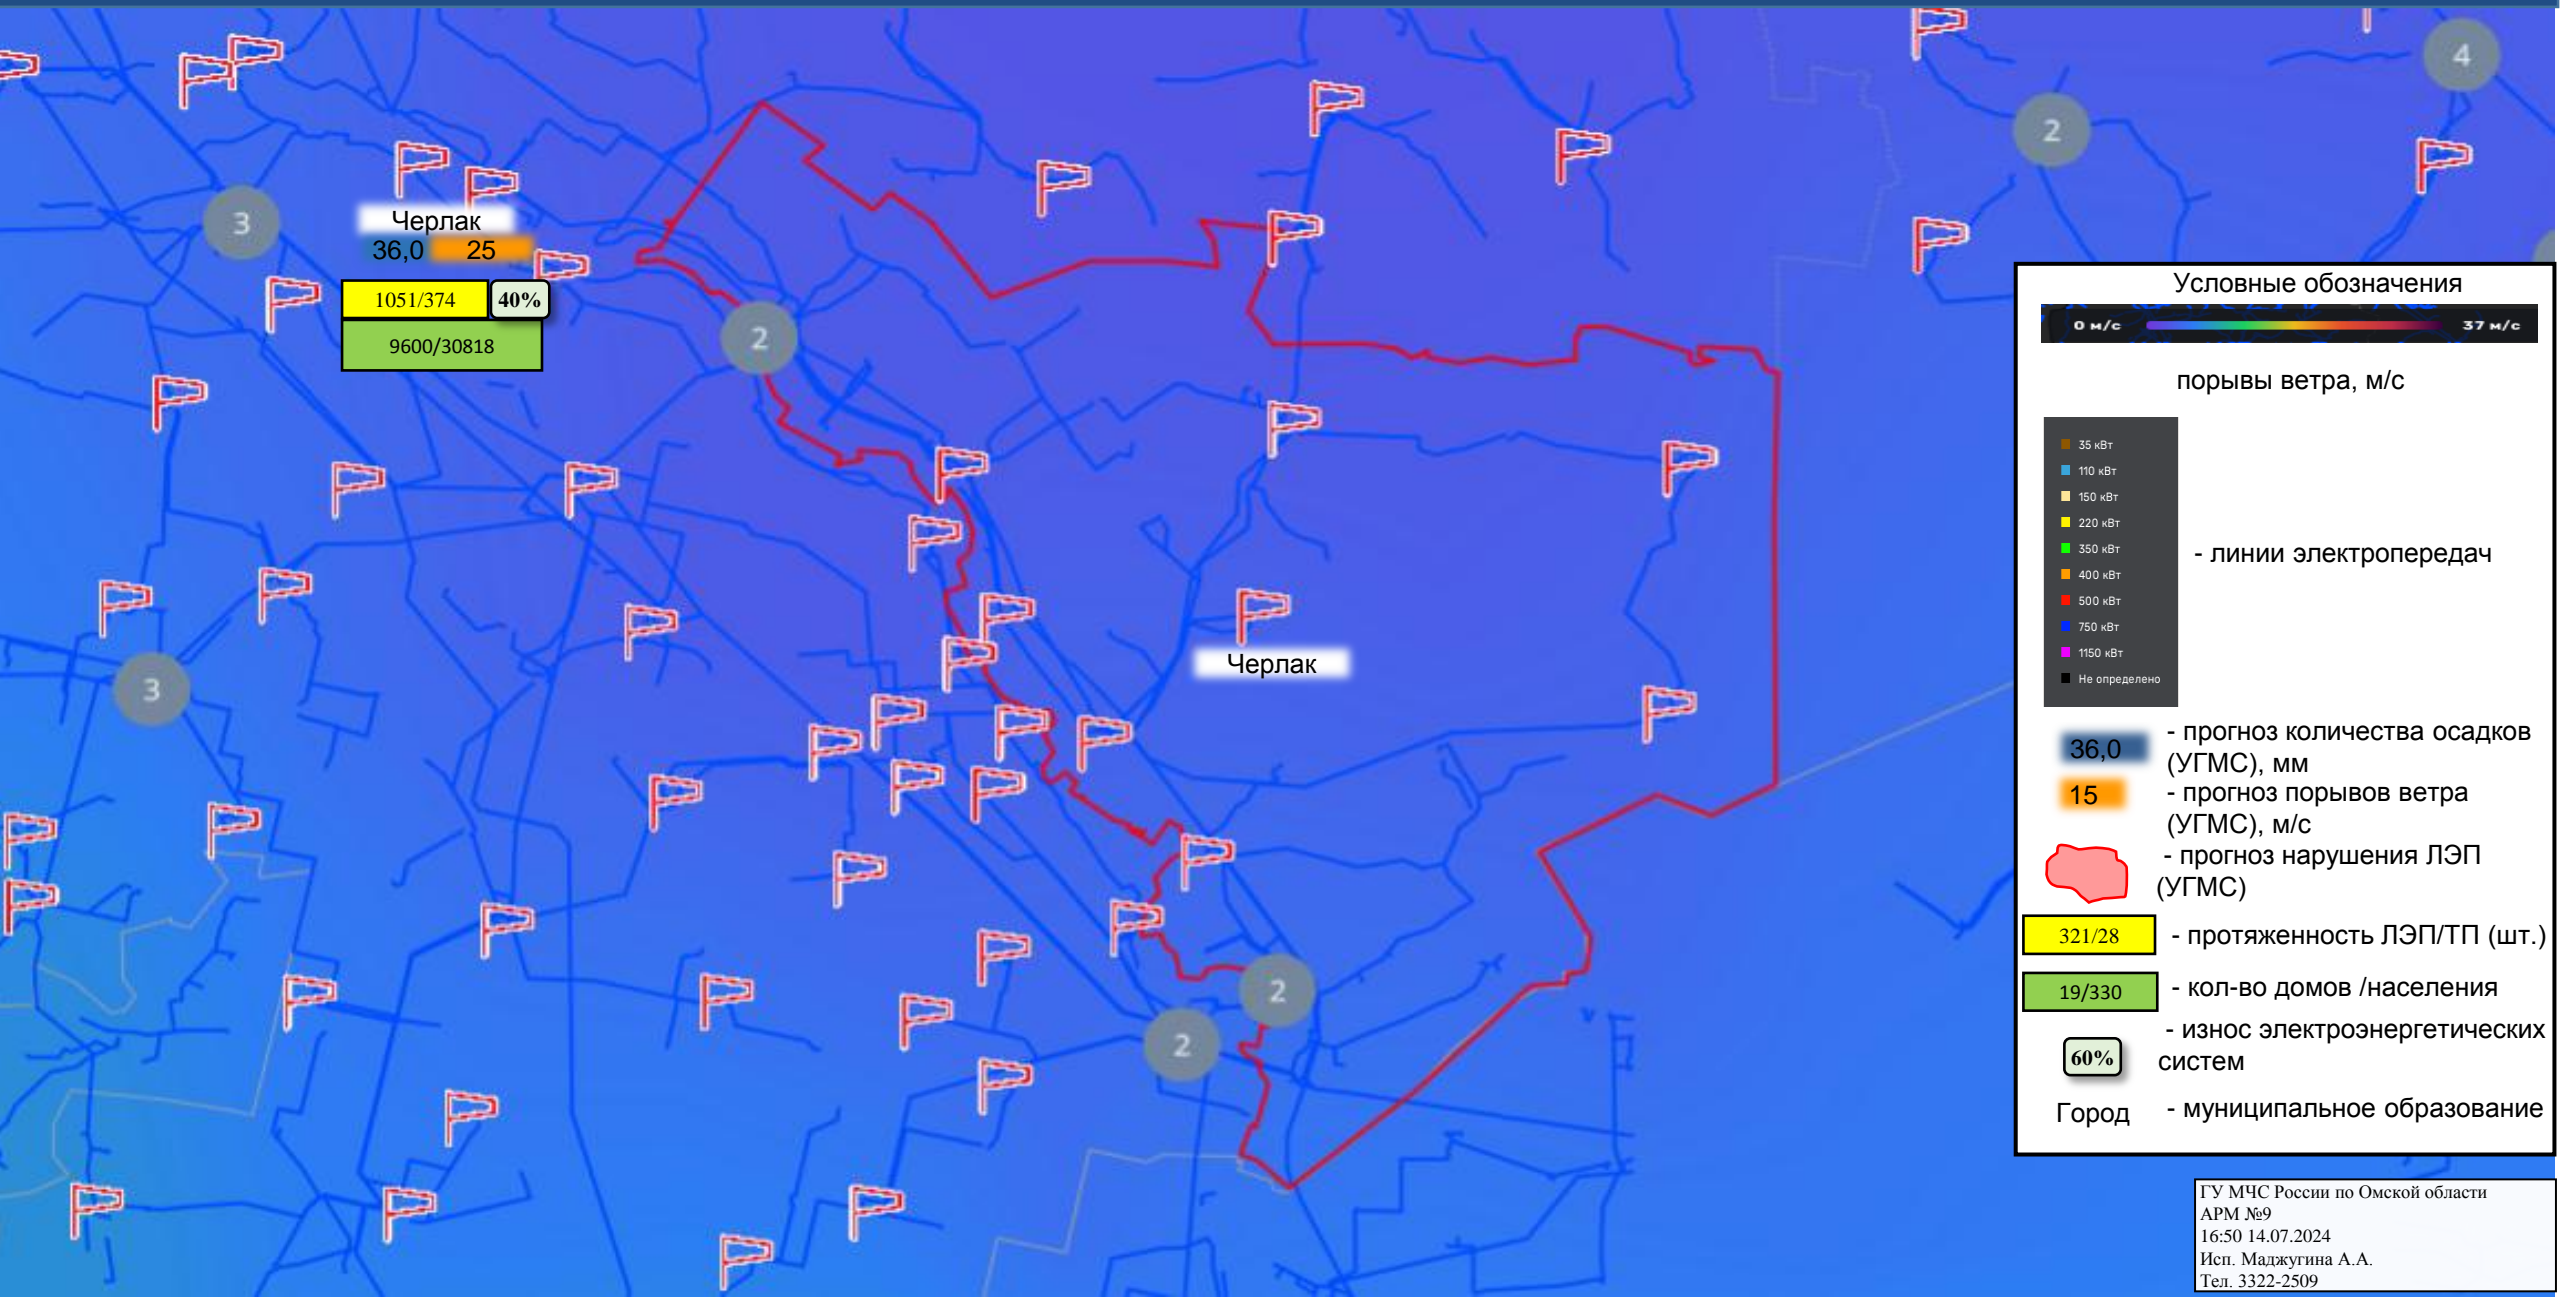 4
2
3
Черлак
36,0 25
1051/374 40%
9600/30818
2
3
Черлак
2
2
Условные обозначения
0 м/с 37 м/с
порывы ветра, м/с
35 кВт
110 кВт
150 кВт
220 кВт
350 кВт
400 кВт
500 кВт
750 кВт
1150 кВт
Не определено
- линии электропередач
36,0 - прогноз количества осадков
(УГМС), мм
15 - прогноз порывов ветра
(УГМС), м/с
- прогноз нарушения ЛЭП
(УГМС)
321/28 - протяженность ЛЭП/ТП (шт.)
19/330 - кол-во домов /населения
60% - износ электроэнергетических
систем
Город - муниципальное образование
ГУ МЧС России по Омской области
АРМ №9
16:50 14.07.2024
Исп. Маджугина А.А.
Тел. 3322-2509